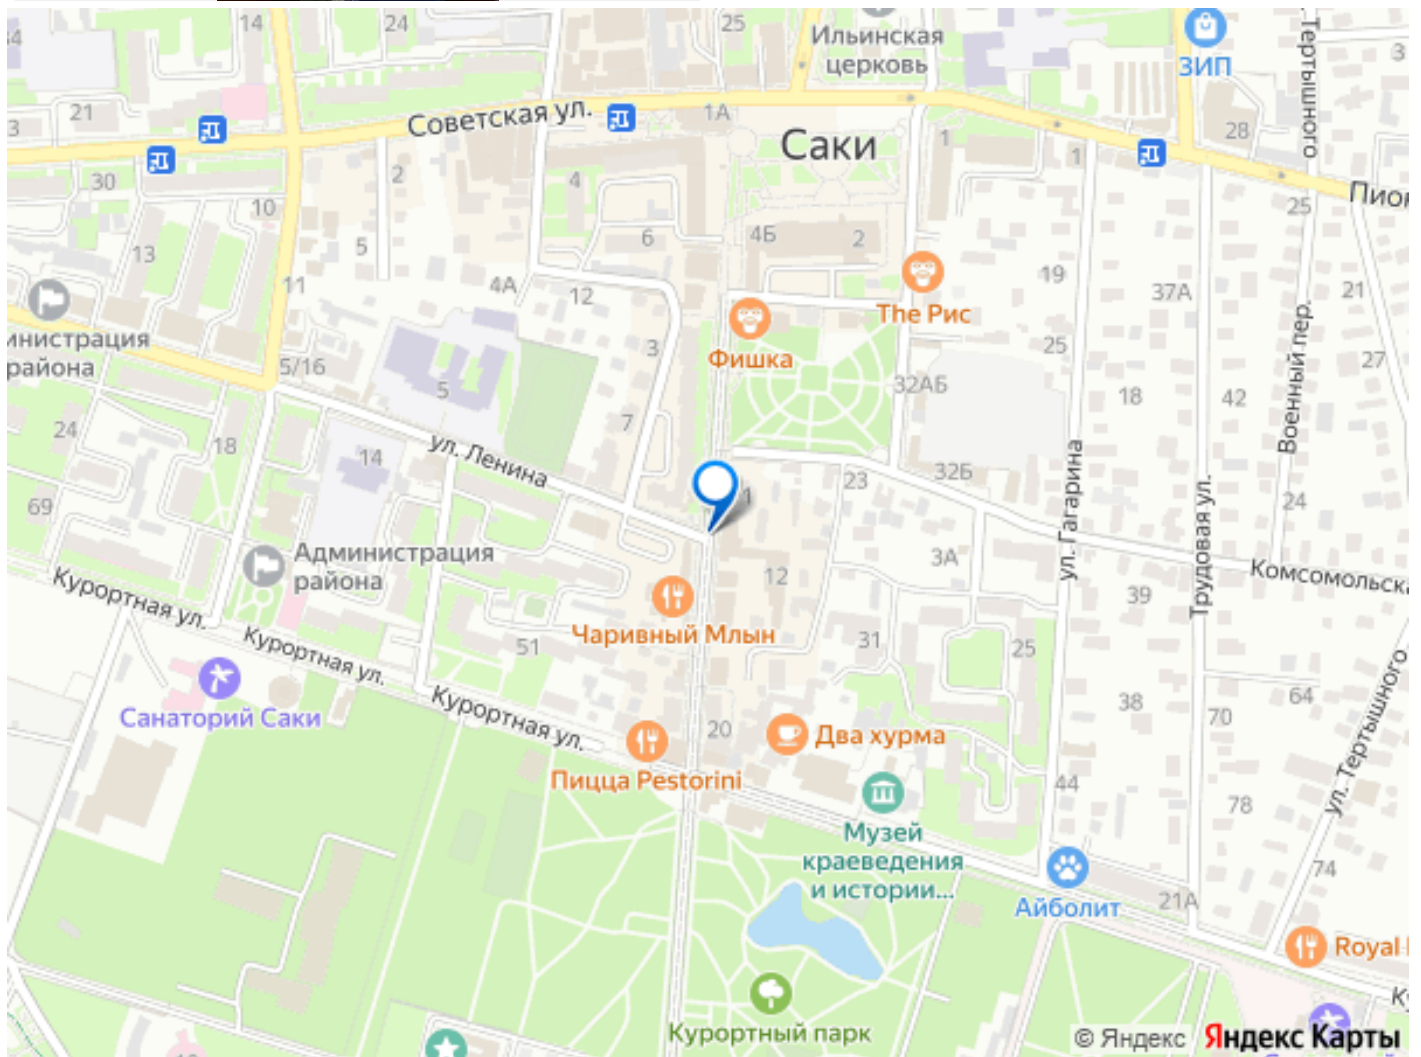 34
14
24
25
Ильинская
церковь
ЗИП
Тертышного
3
3
21
Советская ул.
1А
Саки
1
1
28
Пион
30
2
4
10
25
13
5
6
4Б
2
19
37А
21
11
4А
12
The Рис
министрация
района
5/16
3
Фишка
25
Военный пер.
27
5
32АБ
18
42
24
18
7
ул. Ленина
14
ул. Гагарина
32Б
23
1
Трудовая ул.
24
69
Администрация
района
3А
12
Комсомольска
39
Курортная ул.
Чаривный Млын
Курортная ул.
51
31
25
Санаторий Саки
Курортная ул.
20
Два хурма
38
70
64
ул. Тертышного
Пицца Pestorini
44
78
Музей
краеведения
и истории...
74
Айболит
21А
Royal
Курортный парк
© Яндекс Яндекс Карты